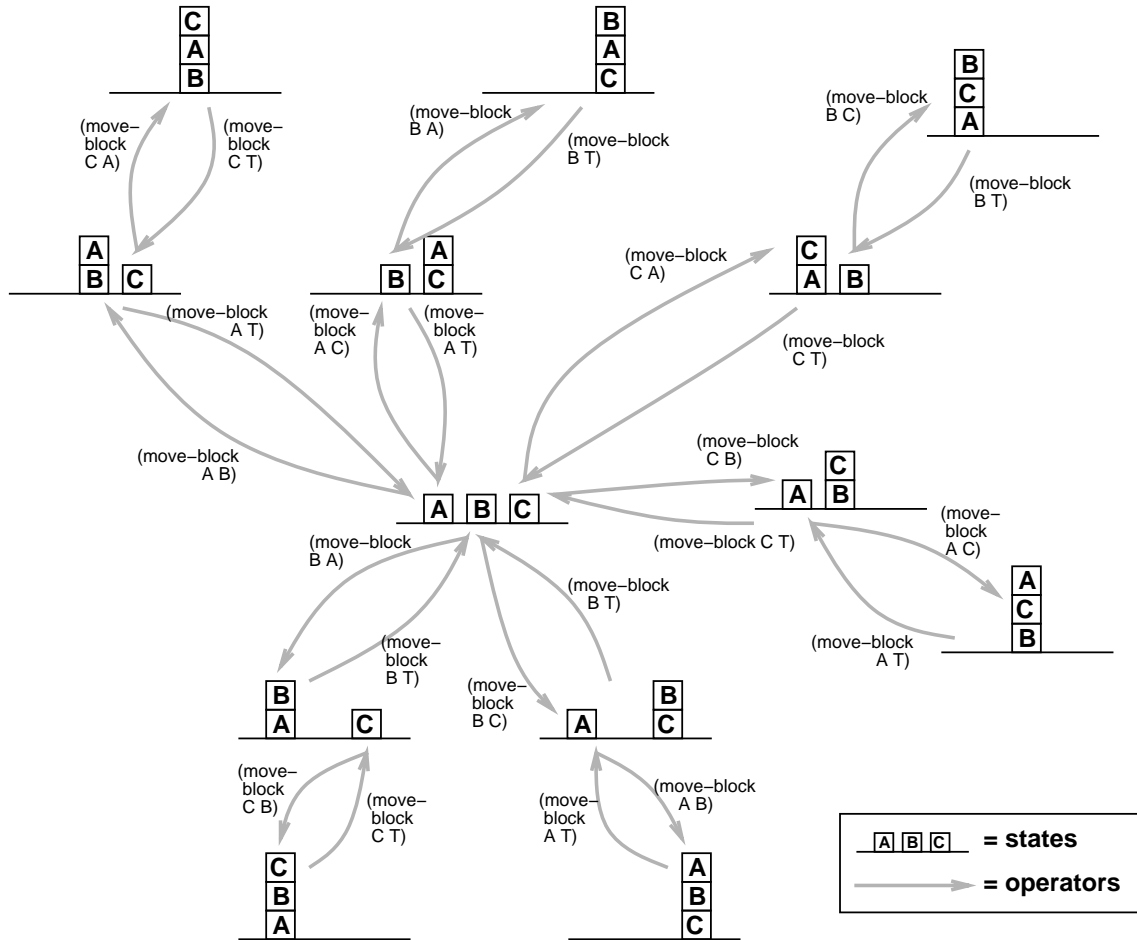 C
A
B
B
A
C
B
C
A
(move–
block
C A)
(move–
block
C T)
(move–block
B A)
(move–block
B T)
(move–block
B C)
(move–block
B T)
A
B C
A
B C
C
A B
(move–block
C A)
(move–block
A T)
(move–
block
A C)
(move–
block
A T)
(move–block
C T)
(move–block
A B)
(move–block
C B)
C
A B
A B C
(move–block C T)
(move–
block
A C)
(move–block
B A)
(move–block
B T)
A
C
B
(move–block
A T)
(move–
block
B T)
(move–
block
B C)
B
A C
B
A C
(move–
block
C B)
(move–
block
C T)
(move–
block
A T)
(move–block
A B)
C
B
A
A
B
C
A B C = states
= operators